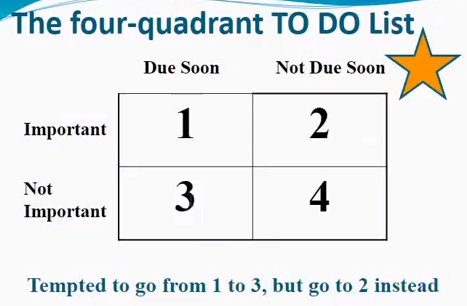 The four-quadrant TO DO List
Due Soon Not Due Soon
Important 1 2
Not
Important 3 4
Tempted to go from 1 to 3, but go to 2 instead